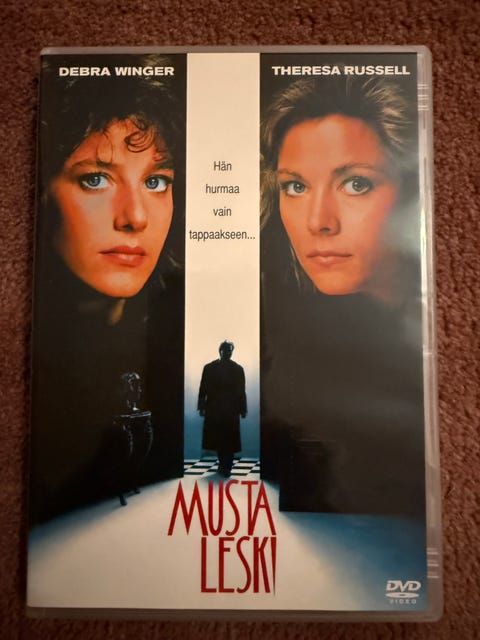 DEBRA WINGER
THERESA RUSSELL
Hän
hurmaa
vain
tappaakseen...
MUSTA
LESKI
DVD
VIDEO